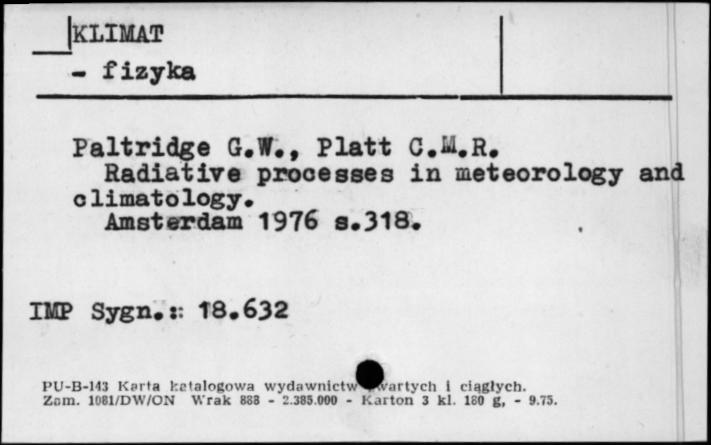 KLIMAT
- fizyka
Paltridge G.W., Platt C.M.R.
Radiative processes in meteorology and
climatology.
Amsterdam 1976 s.318.
IMP Sygn.: 18.632
PU-B-143 Karta katalogowa wydawnictw zwartych i ciągłych.
Zam. 1081/DW/ON Wrak 888 - 2.385.000 - Karton 3 kl. 180 g, - 9.75.